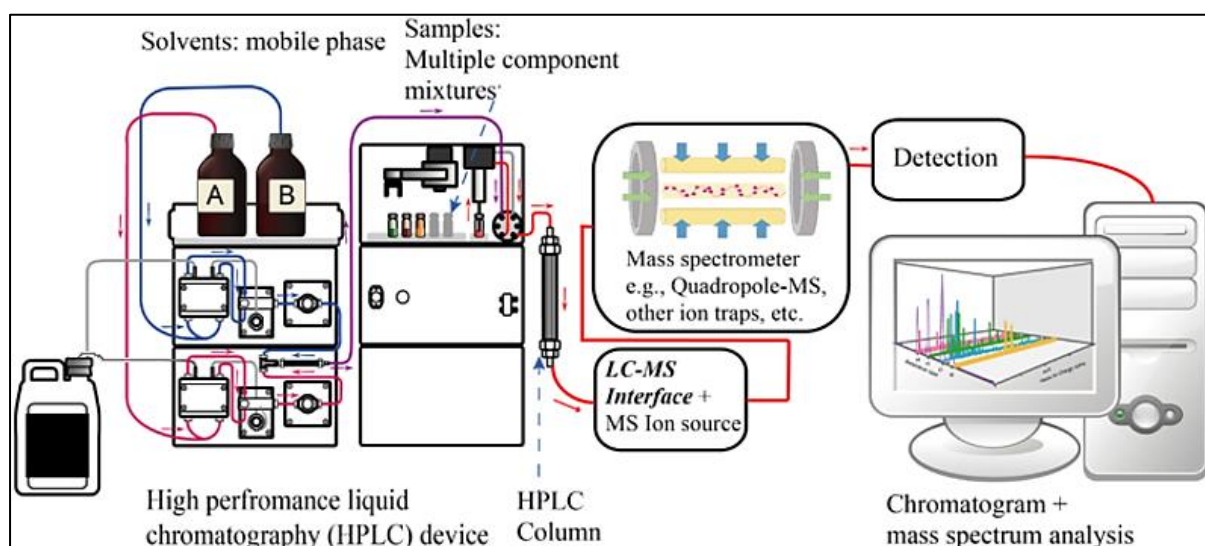 Solvents: mobile phase
Samples:
Multiple component
mixtures
A
B
Mass spectrometer
e.g., Quadropole-MS,
other ion traps, etc.
Detection
LC-MS
Interface +
MS Ion source
High perfromance liquid
chromatography (HPLC) device
HPLC
Column
Chromatogram +
mass spectrum analysis